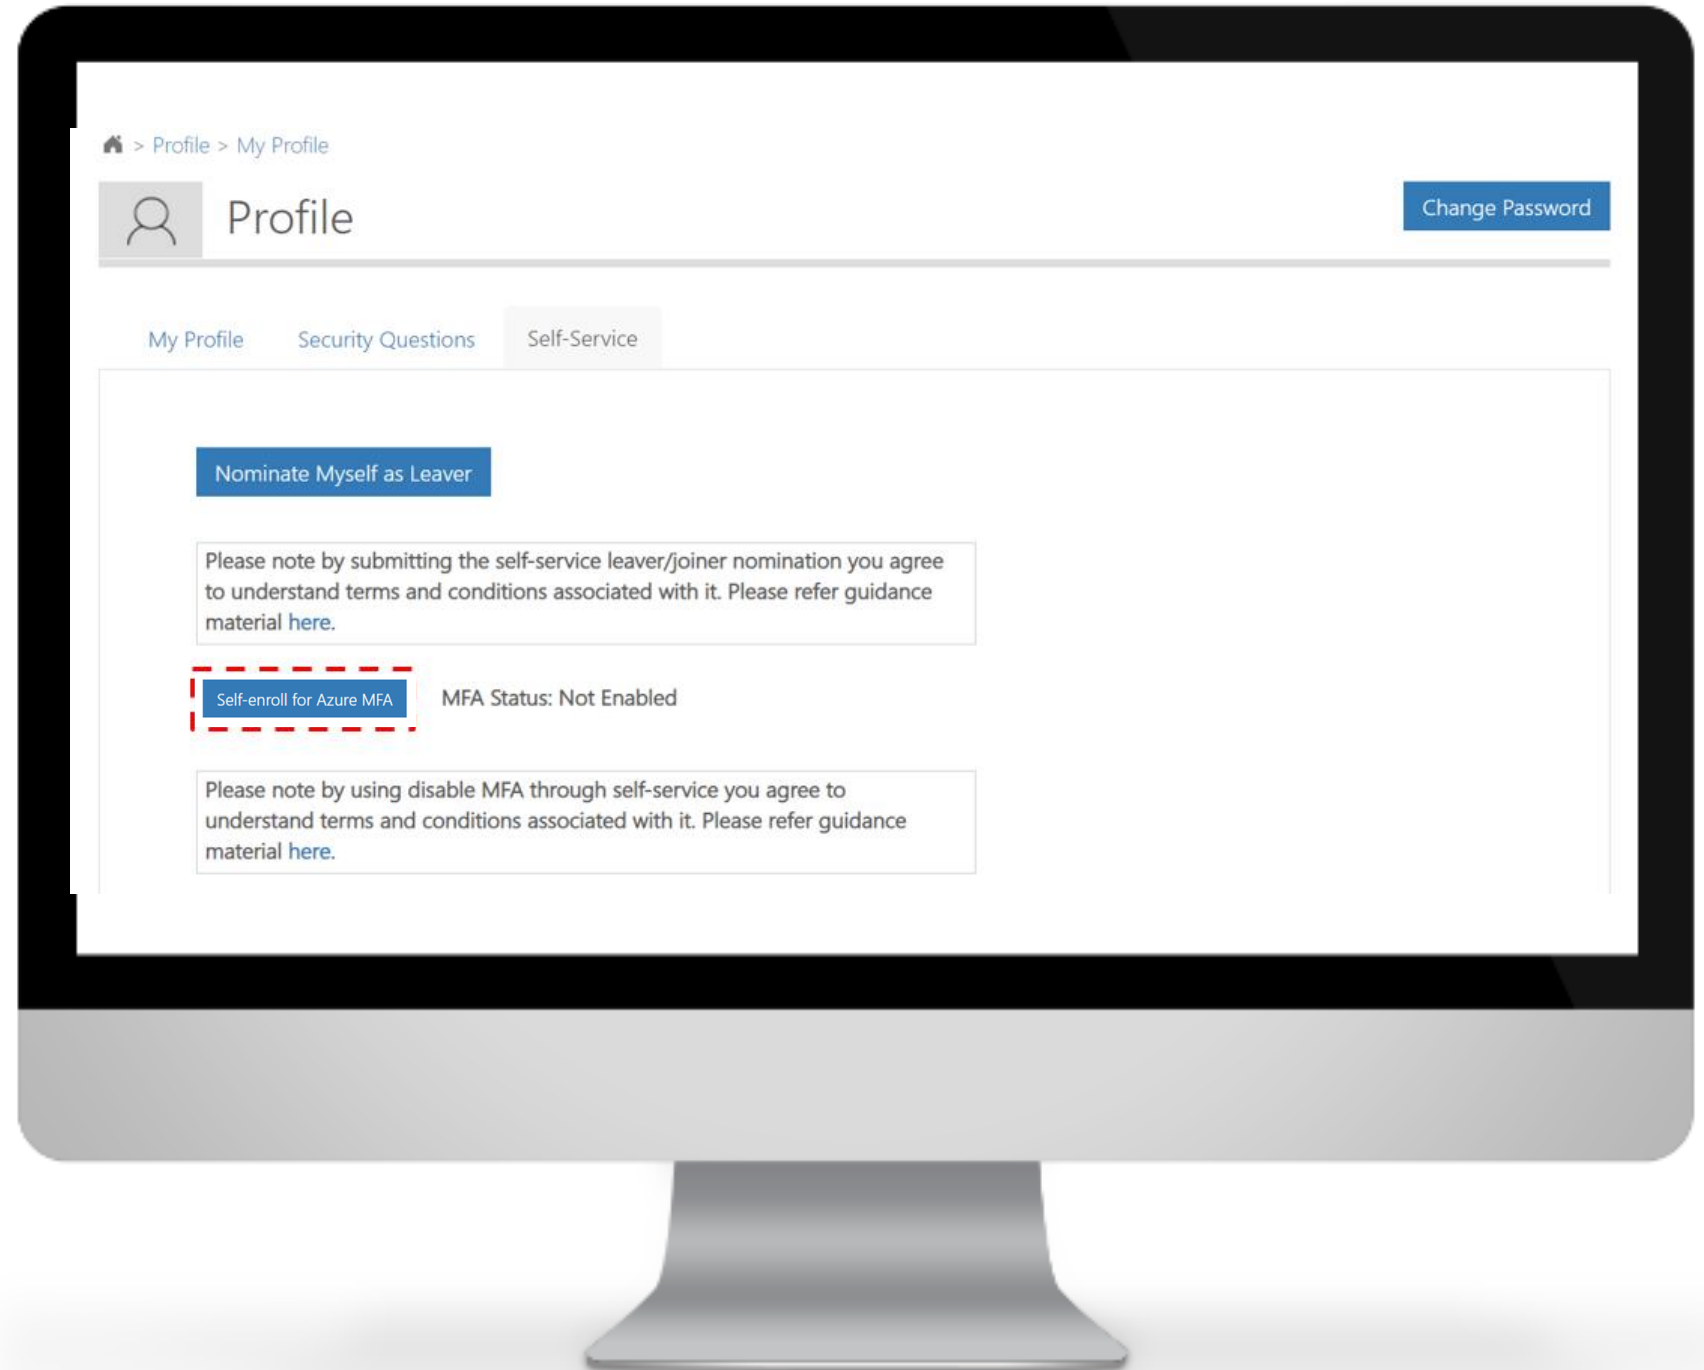 > Profile > My Profile
Profile
Change Password
My Profile
Security Questions
Self-Service
Nominate Myself as Leaver
Please note by submitting the self-service leaver/joiner nomination you agree
to understand terms and conditions associated with it. Please refer guidance
material here.
Self-enroll for Azure MFA
MFA Status: Not Enabled
Please note by using disable MFA through self-service you agree to
understand terms and conditions associated with it. Please refer guidance
material here.